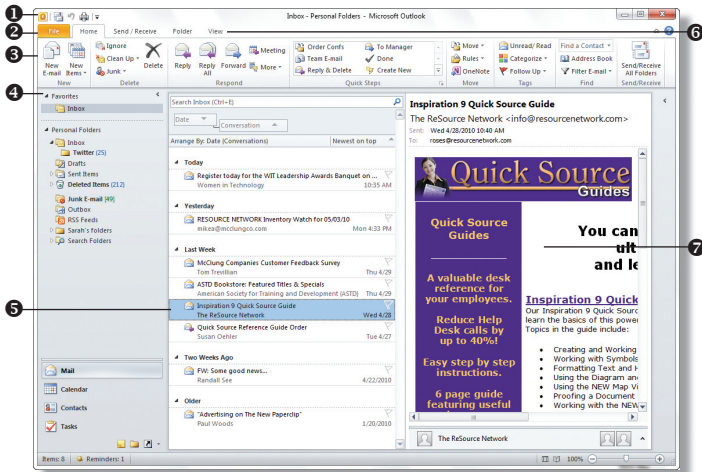 ❶
Inbox - Personal Folders - Microsoft Outlook
❷
File Home Send / Receive Folder View
❻
❸
New E-mail
New Items
Ignore
Clean Up
Junk
Delete
Reply
Reply All
Forward
Meeting
More
Order Confs
Team E-mail
Reply & Delete
To Manager
Done
Create New
Move
Rules
OneNote
Unread/ Read
Categorize
Follow Up
Find a Contact
Address Book
Filter E-mail
Send/Receive All Folders
New Delete Respond Quick Steps Move Tags Find Send/Receive
❹
Favorites
Inbox
Personal Folders
Inbox
Twitter (25)
Drafts
Sent Items
Deleted Items (212)
Junk E-mail [49]
Outbox
RSS Feeds
Sarah's folders
Search Folders
Mail
Calendar
Contacts
Tasks
Search Inbox (Ctrl+E)
Date
Conversation
Arrange By: Date (Conversations) Newest on top
Today
Register today for the WIT Leadership Awards Banquet on ...
Women in Technology 10:35 AM
Yesterday
RESOURCE NETWORK Inventory Watch for 05/03/10
mikea@mcclungco.com Mon 4:33 PM
Last Week
McClung Companies Customer Feedback Survey
Tom Trevillian Thu 4/29
ASTD Bookstore: Featured Titles & Specials
American Society for Training and Development (ASTD) Thu 4/29
❺
Inspiration 9 Quick Source Guide
The ReSource Network Wed 4/28
Quick Source Reference Guide Order
Susan Oehler Tue 4/27
Two Weeks Ago
FW: Some good news...
Randall See 4/22/2010
Older
"Advertising on The New Paperclip"
Paul Woods 1/20/2010
Inspiration 9 Quick Source Guide
The ReSource Network <info@resourcenetwork.com>
Sent: Wed 4/28/2010 10:40 AM
To: roses@resourcenetwork.com
Quick Source
Guides
Quick Source
Guides
A valuable desk
reference for
your employees.
Reduce Help
Desk calls by
up to 40%!
Easy step by step
instructions.
6 page guide
featuring useful
You can
ult
and le
❼
Inspiration 9 Quick
Our Inspiration 9 Quick Sourc
learn the basics of this power
Topics in the guide include:
• Creating and Working
• Working with Symbols
• Formatting Text and H
• Using the Diagram and
• Using the NEW Map Vi
• Proofing a Document
• Working with the NEW
The ReSource Network
Items: 8 Reminders: 1
100%